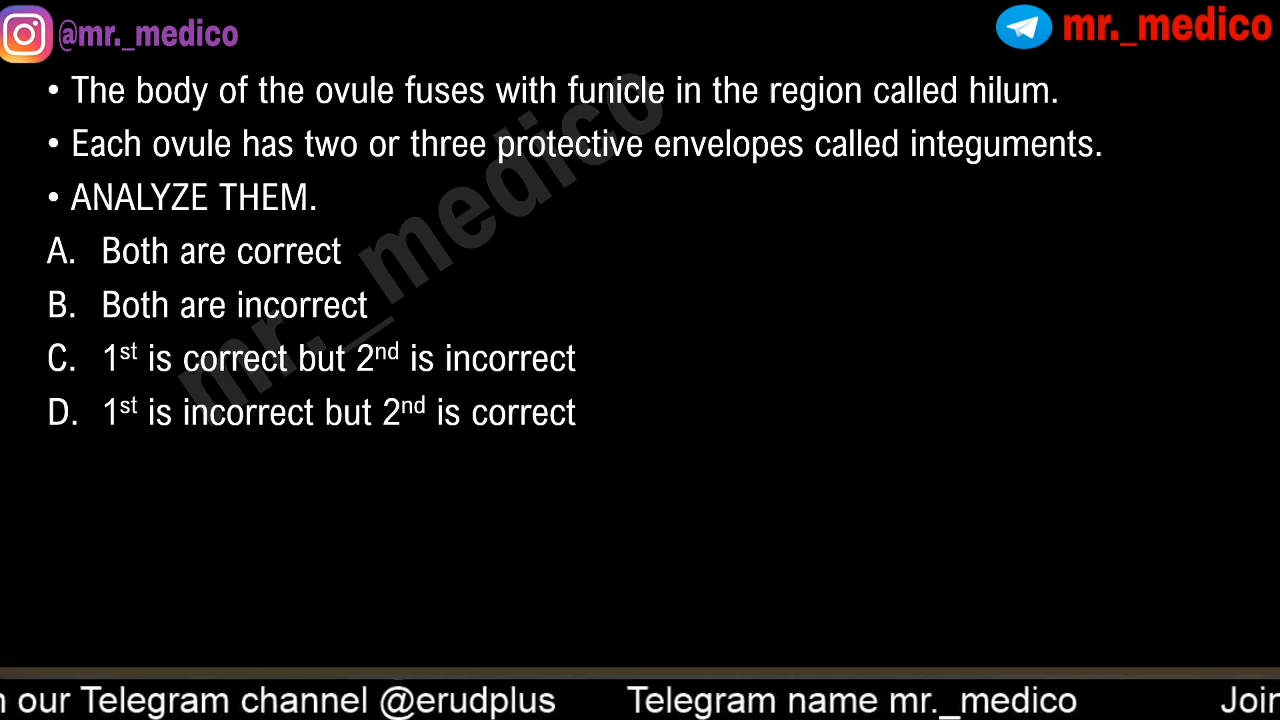 @mr._medico
mr._medico
• The body of the ovule fuses with funicle in the region called hilum.
• Each ovule has two or three protective envelopes called integuments.
• ANALYZE THEM.
A. Both are correct
B. Both are incorrect
C. 1st is correct but 2nd is incorrect
D. 1st is incorrect but 2nd is correct
mr._medico
our Telegram channel @erudplus Telegram name mr._medico Join